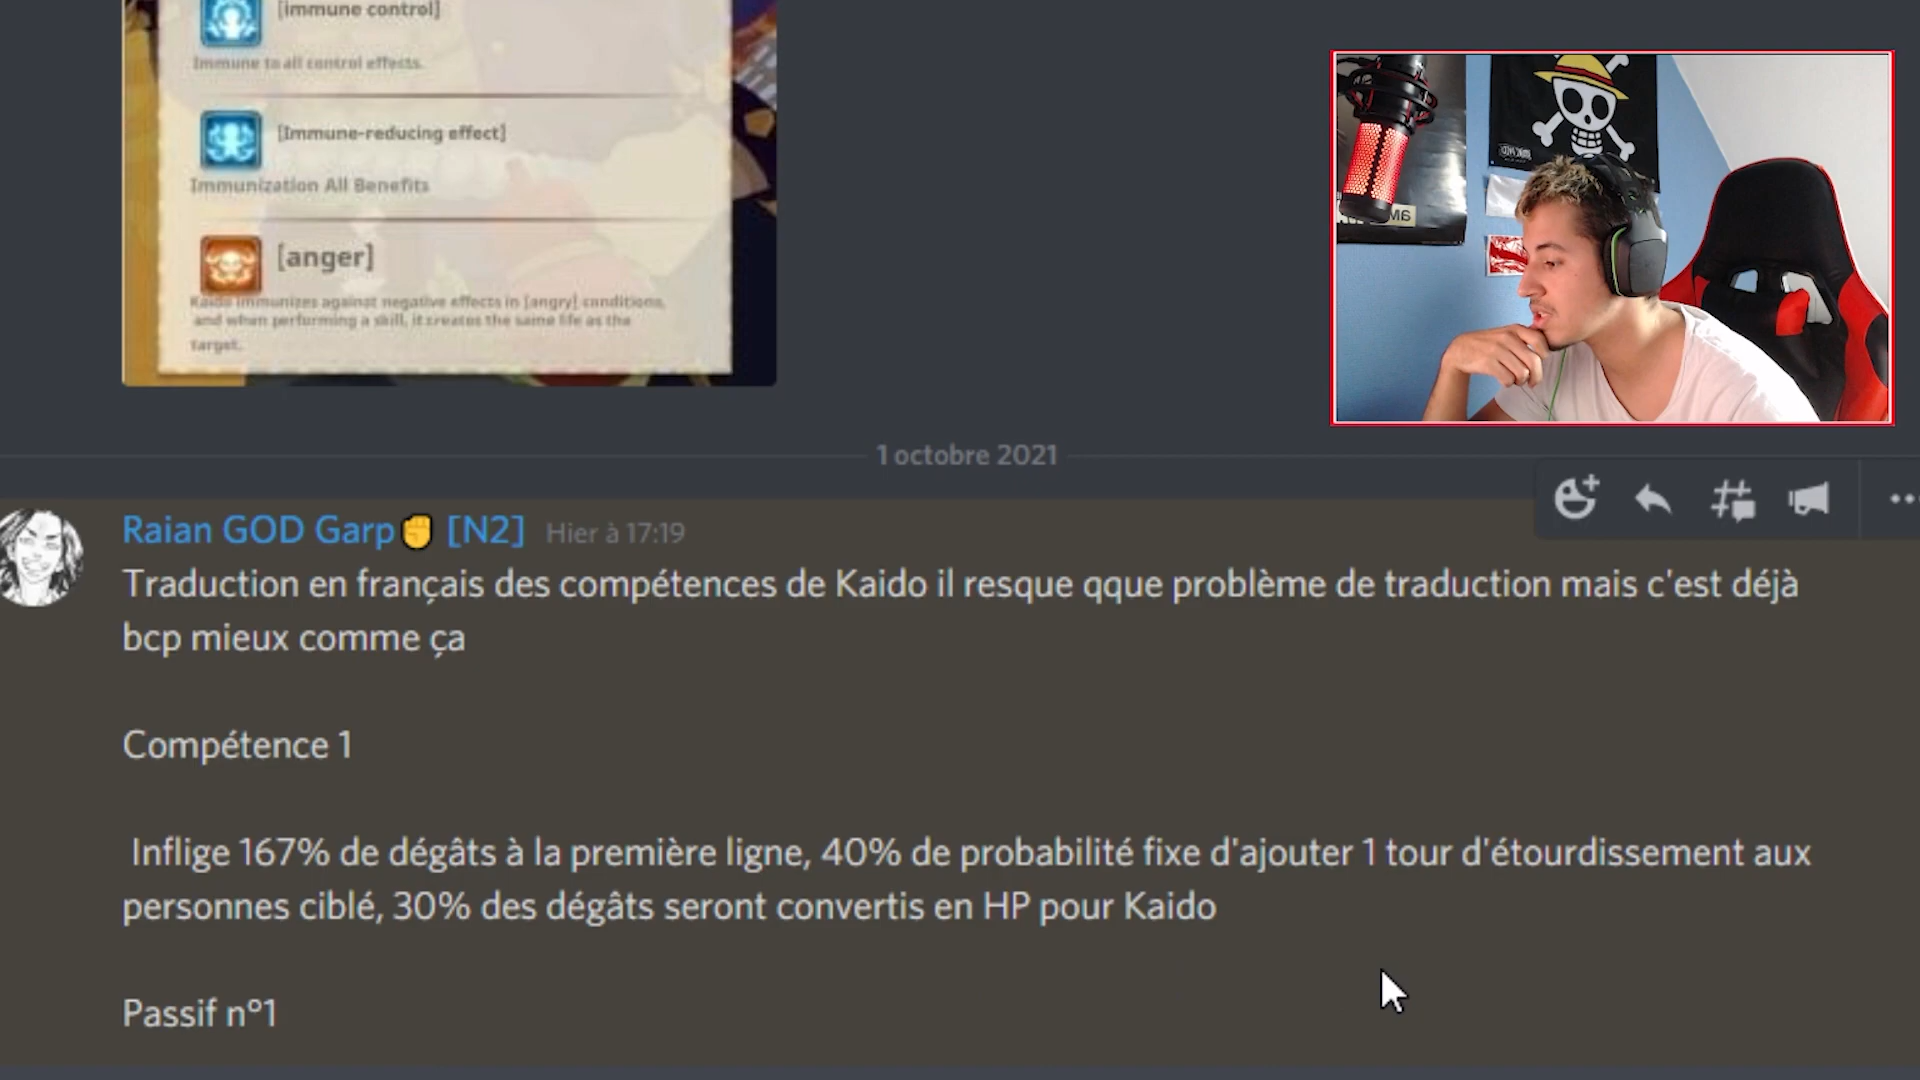 [immune control]
Immune to all control effects.
[Immune-reducing effect]
Immunization All Benefits
[anger]
Kaido immunizes against negative effects in [angry] conditions,
and when performing a skill, it creates the same life as the
target.
1 octobre 2021
Raian GOD Garp✊ [N2] Hier à 17:19
Traduction en français des compétences de Kaido il resque qque problème de traduction mais c'est déjà
bcp mieux comme ça
Compétence 1
Inflige 167% de dégâts à la première ligne, 40% de probabilité fixe d'ajouter 1 tour d'étourdissement aux
personnes ciblé, 30% des dégâts seront convertis en HP pour Kaido
Passif n°1